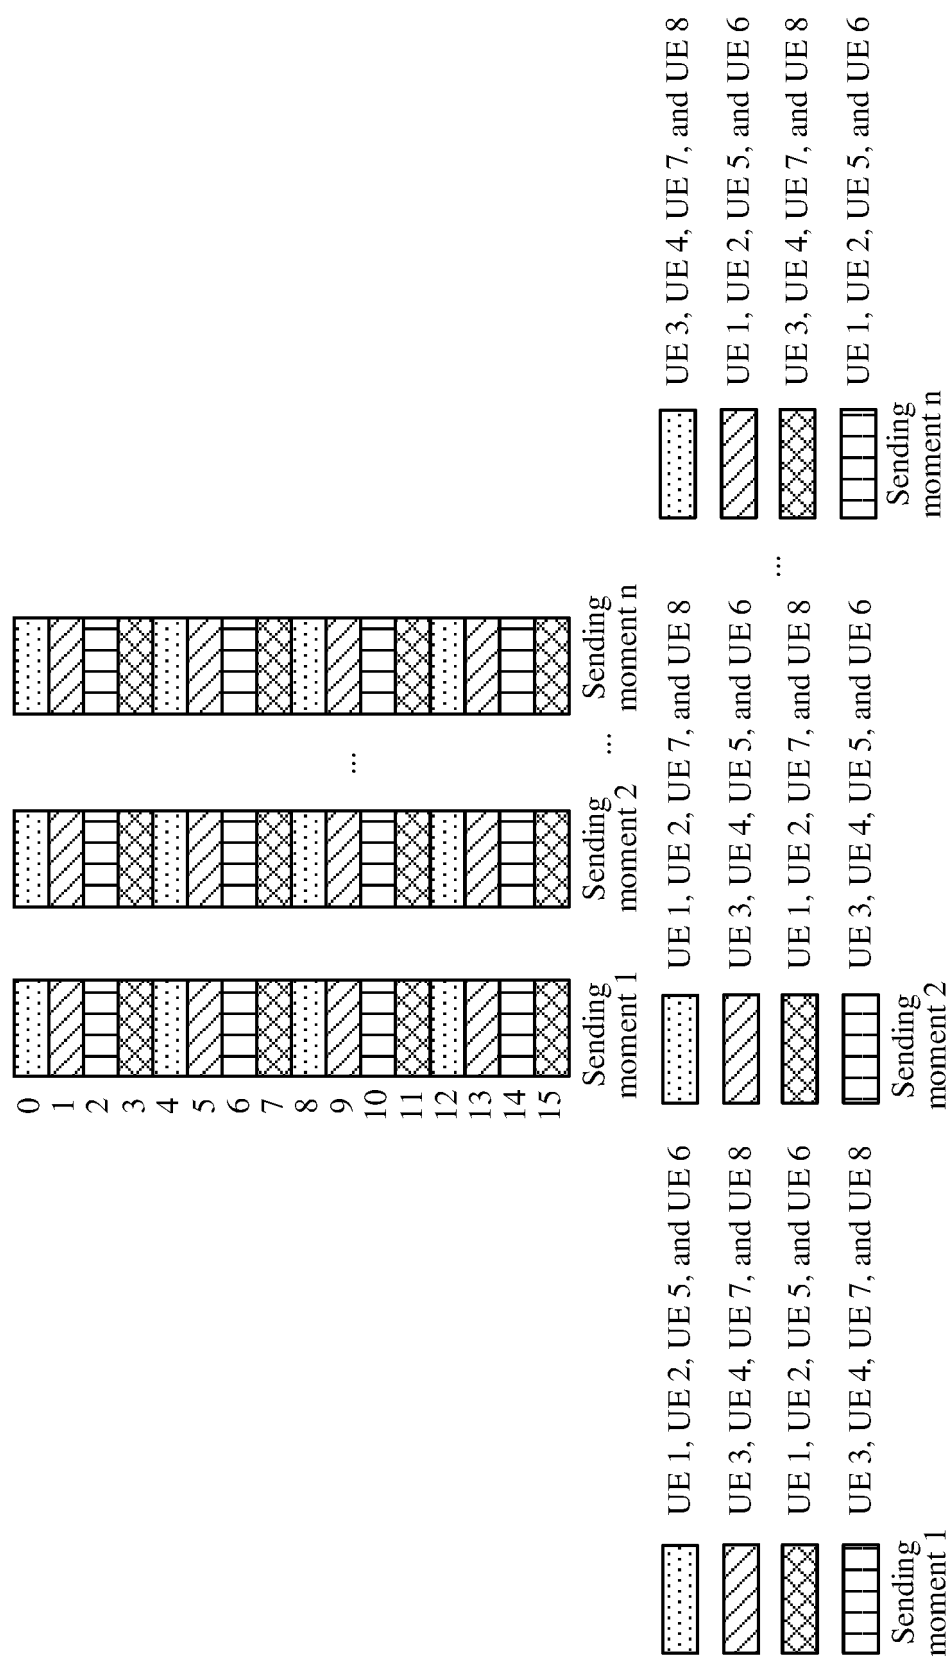 0
1
2
3
4
5
6
7
8
9
10
11
12
13
14
15
Sending
moment 1
Sending
moment 2
...
...
Sending
moment n
UE 1, UE 2, UE 5, and UE 6
UE 3, UE 4, UE 7, and UE 8
UE 1, UE 2, UE 5, and UE 6
UE 3, UE 4, UE 7, and UE 8
Sending
moment 1
UE 1, UE 2, UE 7, and UE 8
UE 3, UE 4, UE 5, and UE 6
UE 1, UE 2, UE 7, and UE 8
UE 3, UE 4, UE 5, and UE 6
Sending
moment 2
...
UE 3, UE 4, UE 7, and UE 8
UE 1, UE 2, UE 5, and UE 6
UE 3, UE 4, UE 7, and UE 8
UE 1, UE 2, UE 5, and UE 6
Sending
moment n